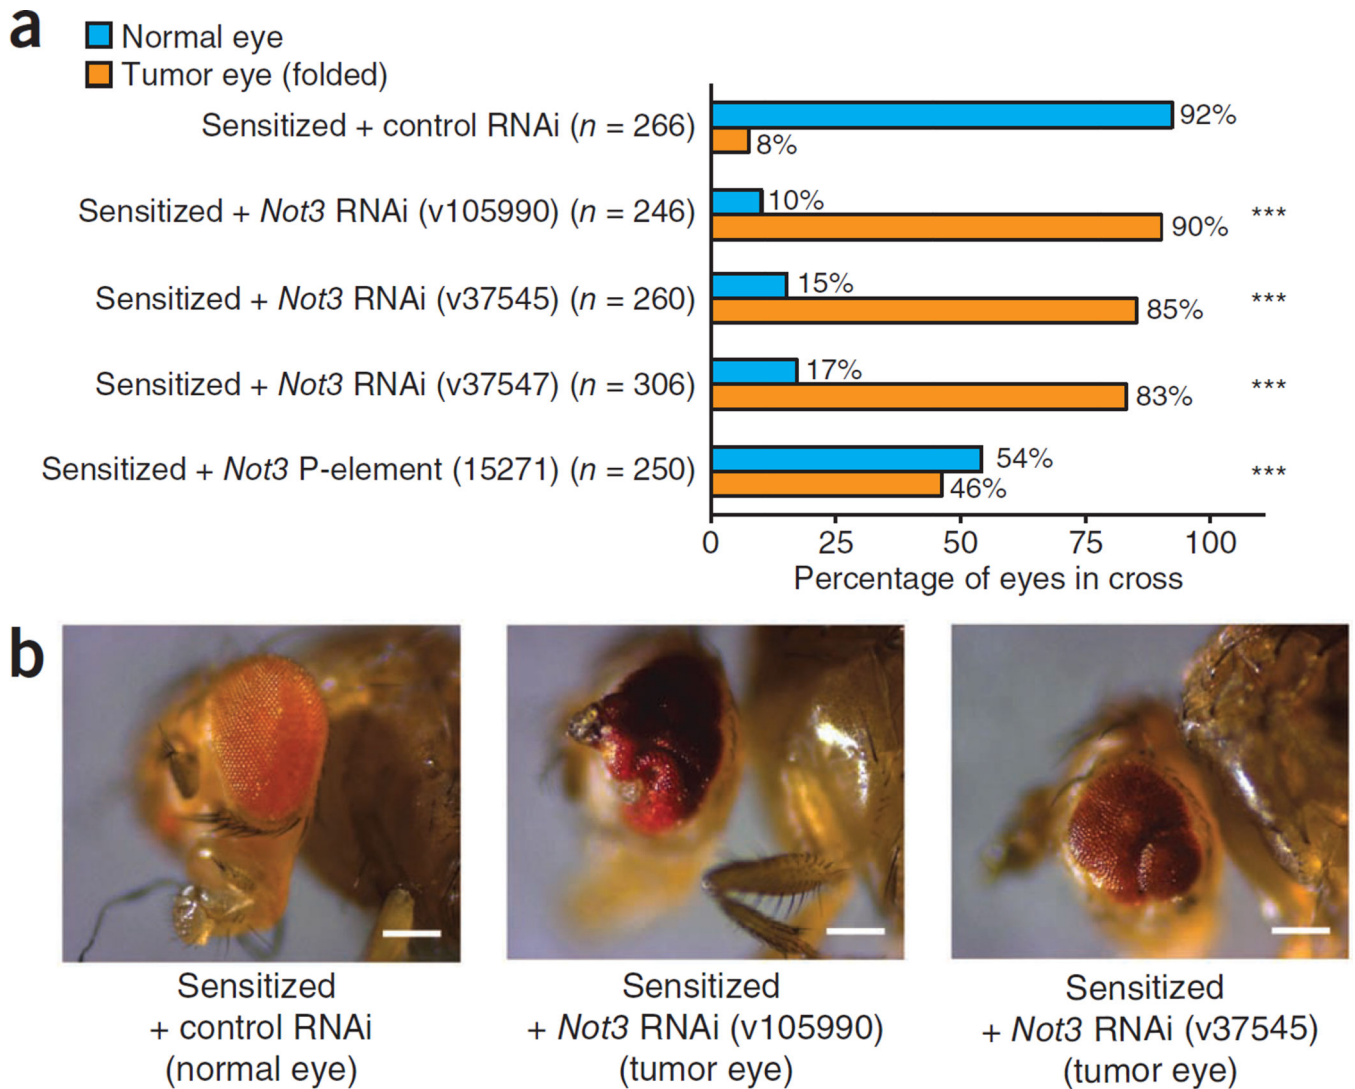 a
Normal eye
Tumor eye (folded)
Sensitized + control RNAi (n = 266)
92%
8%
Sensitized + Not3 RNAi (v105990) (n = 246)
10%
90%
***
Sensitized + Not3 RNAi (v37545) (n = 260)
15%
85%
***
Sensitized + Not3 RNAi (v37547) (n = 306)
17%
83%
***
Sensitized + Not3 P-element (15271) (n = 250)
54%
46%
***
0 25 50 75 100
Percentage of eyes in cross
b
Sensitized
+ control RNAi
(normal eye)
Sensitized
+ Not3 RNAi (v105990)
(tumor eye)
Sensitized
+ Not3 RNAi (v37545)
(tumor eye)